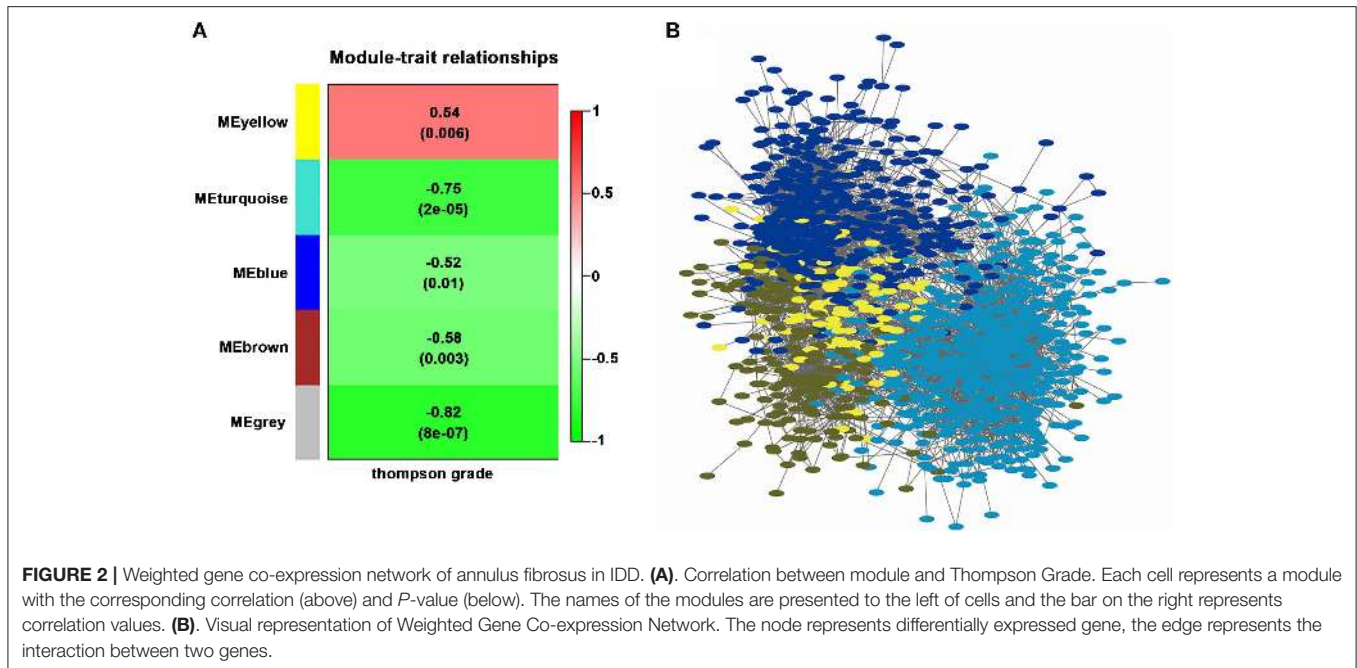 A
B
Module-trait relationships
MEyellow
0.54
(0.006)
MEturquoise
-0.75
(2e-05)
MEblue
-0.52
(0.01)
MEbrown
-0.58
(0.003)
MEgrey
-0.82
(8e-07)
1
0.5
0
-0.5
-1
thompson grade
FIGURE 2 | Weighted gene co-expression network of annulus fibrosus in IDD. (A). Correlation between module and Thompson Grade. Each cell represents a module
with the corresponding correlation (above) and P-value (below). The names of the modules are presented to the left of cells and the bar on the right represents
correlation values. (B). Visual representation of Weighted Gene Co-expression Network. The node represents differentially expressed gene, the edge represents the
interaction between two genes.